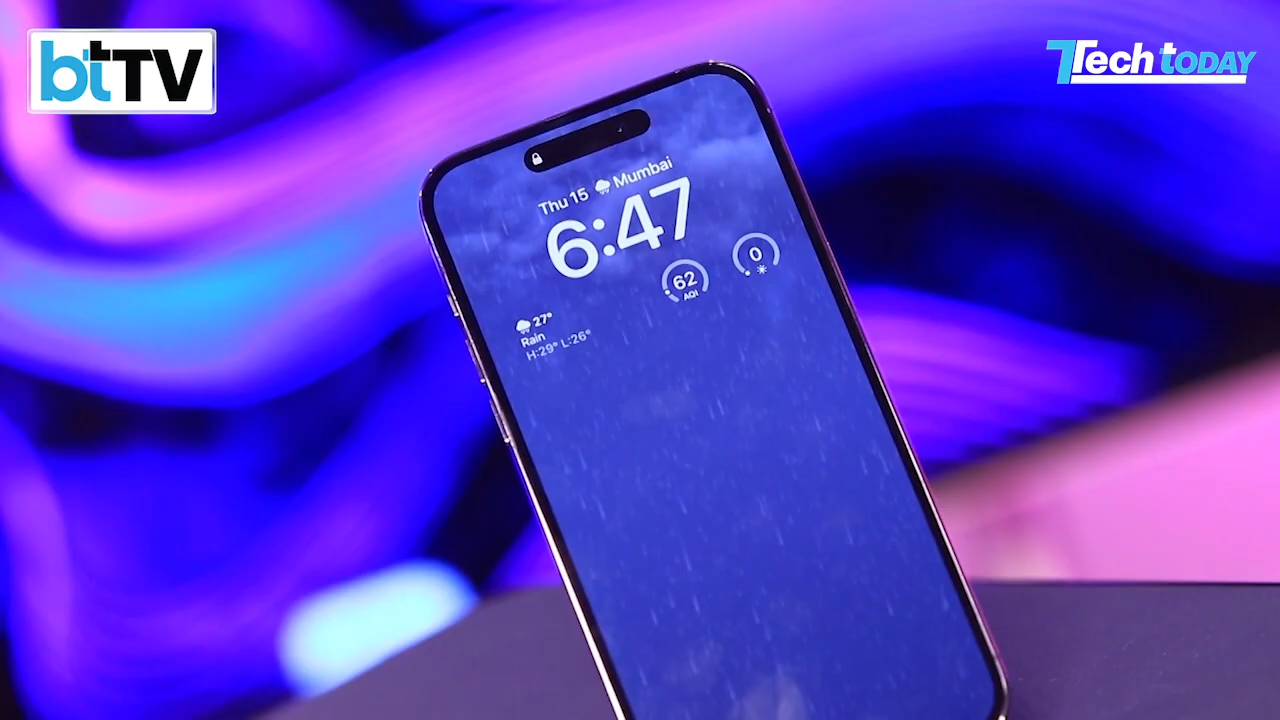 btTV
Tech TODAY
Thu 15 Mumbai
6:47
62
AQI
0
27°
Rain
H:29° L:26°